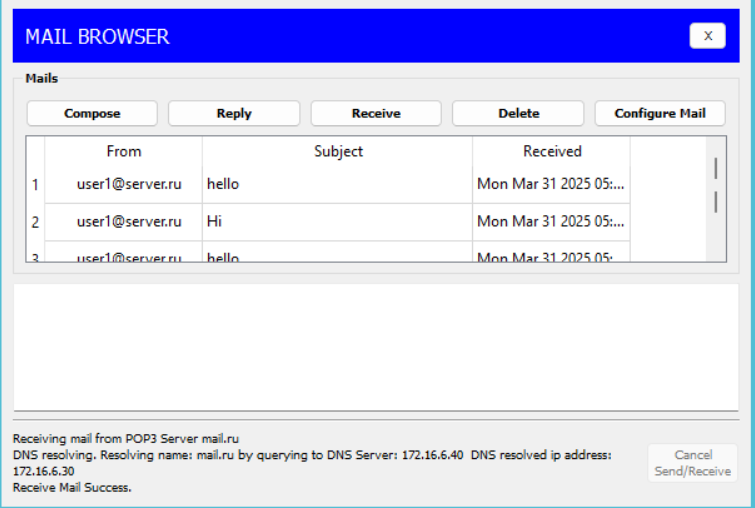 MAIL BROWSER
X
Mails
Compose Reply Receive Delete Configure Mail
From Subject Received
1 user1@server.ru hello Mon Mar 31 2025 05:...
2 user1@server.ru Hi Mon Mar 31 2025 05:...
3 user1@server.ru hello Mon Mar 31 2025 05:
Receiving mail from POP3 Server mail.ru
DNS resolving. Resolving name: mail.ru by querying to DNS Server: 172.16.6.40 DNS resolved ip address:
172.16.6.30
Receive Mail Success.
Cancel
Send/Receive